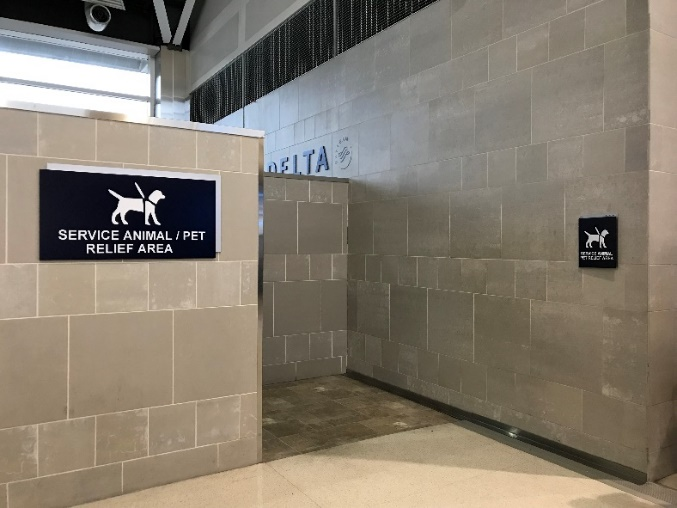 SERVICE ANIMAL / PET
RELIEF AREA
DELTA
SERVICE ANIMAL
PET RELIEF AREA